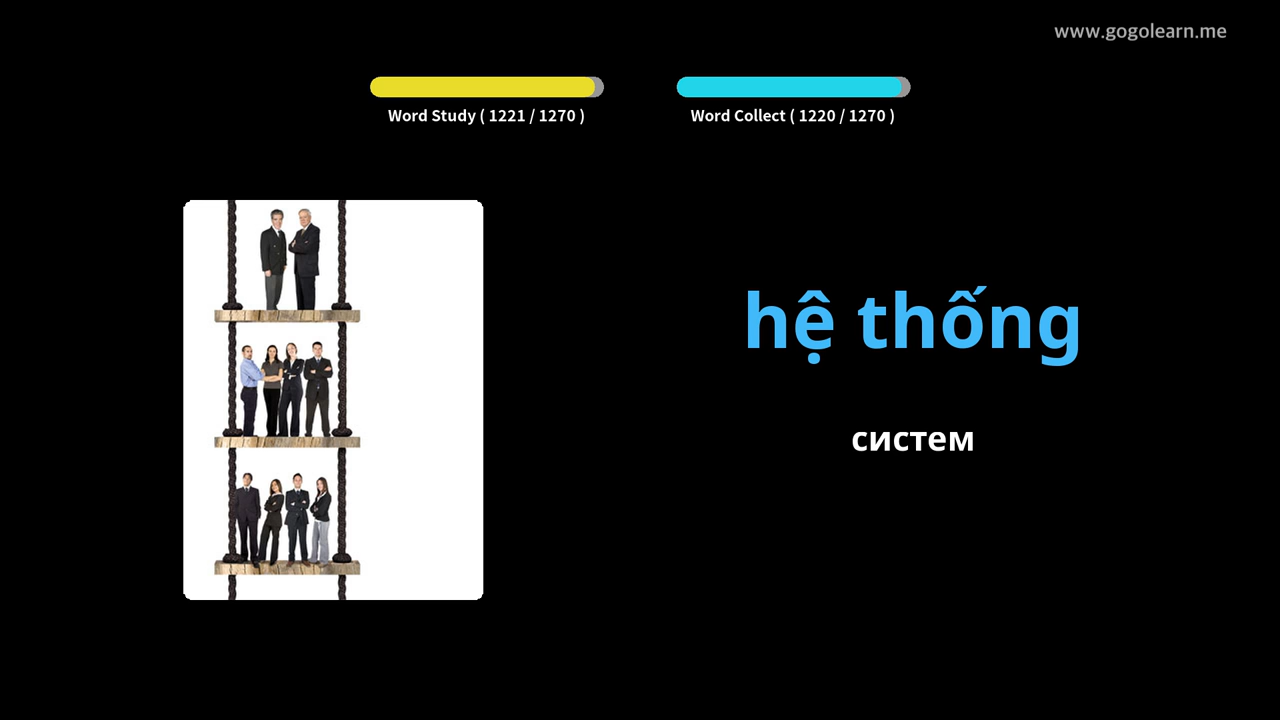 www.gogolearn.me
Word Study ( 1221 / 1270 )
Word Collect ( 1220 / 1270 )
hệ thống
систем